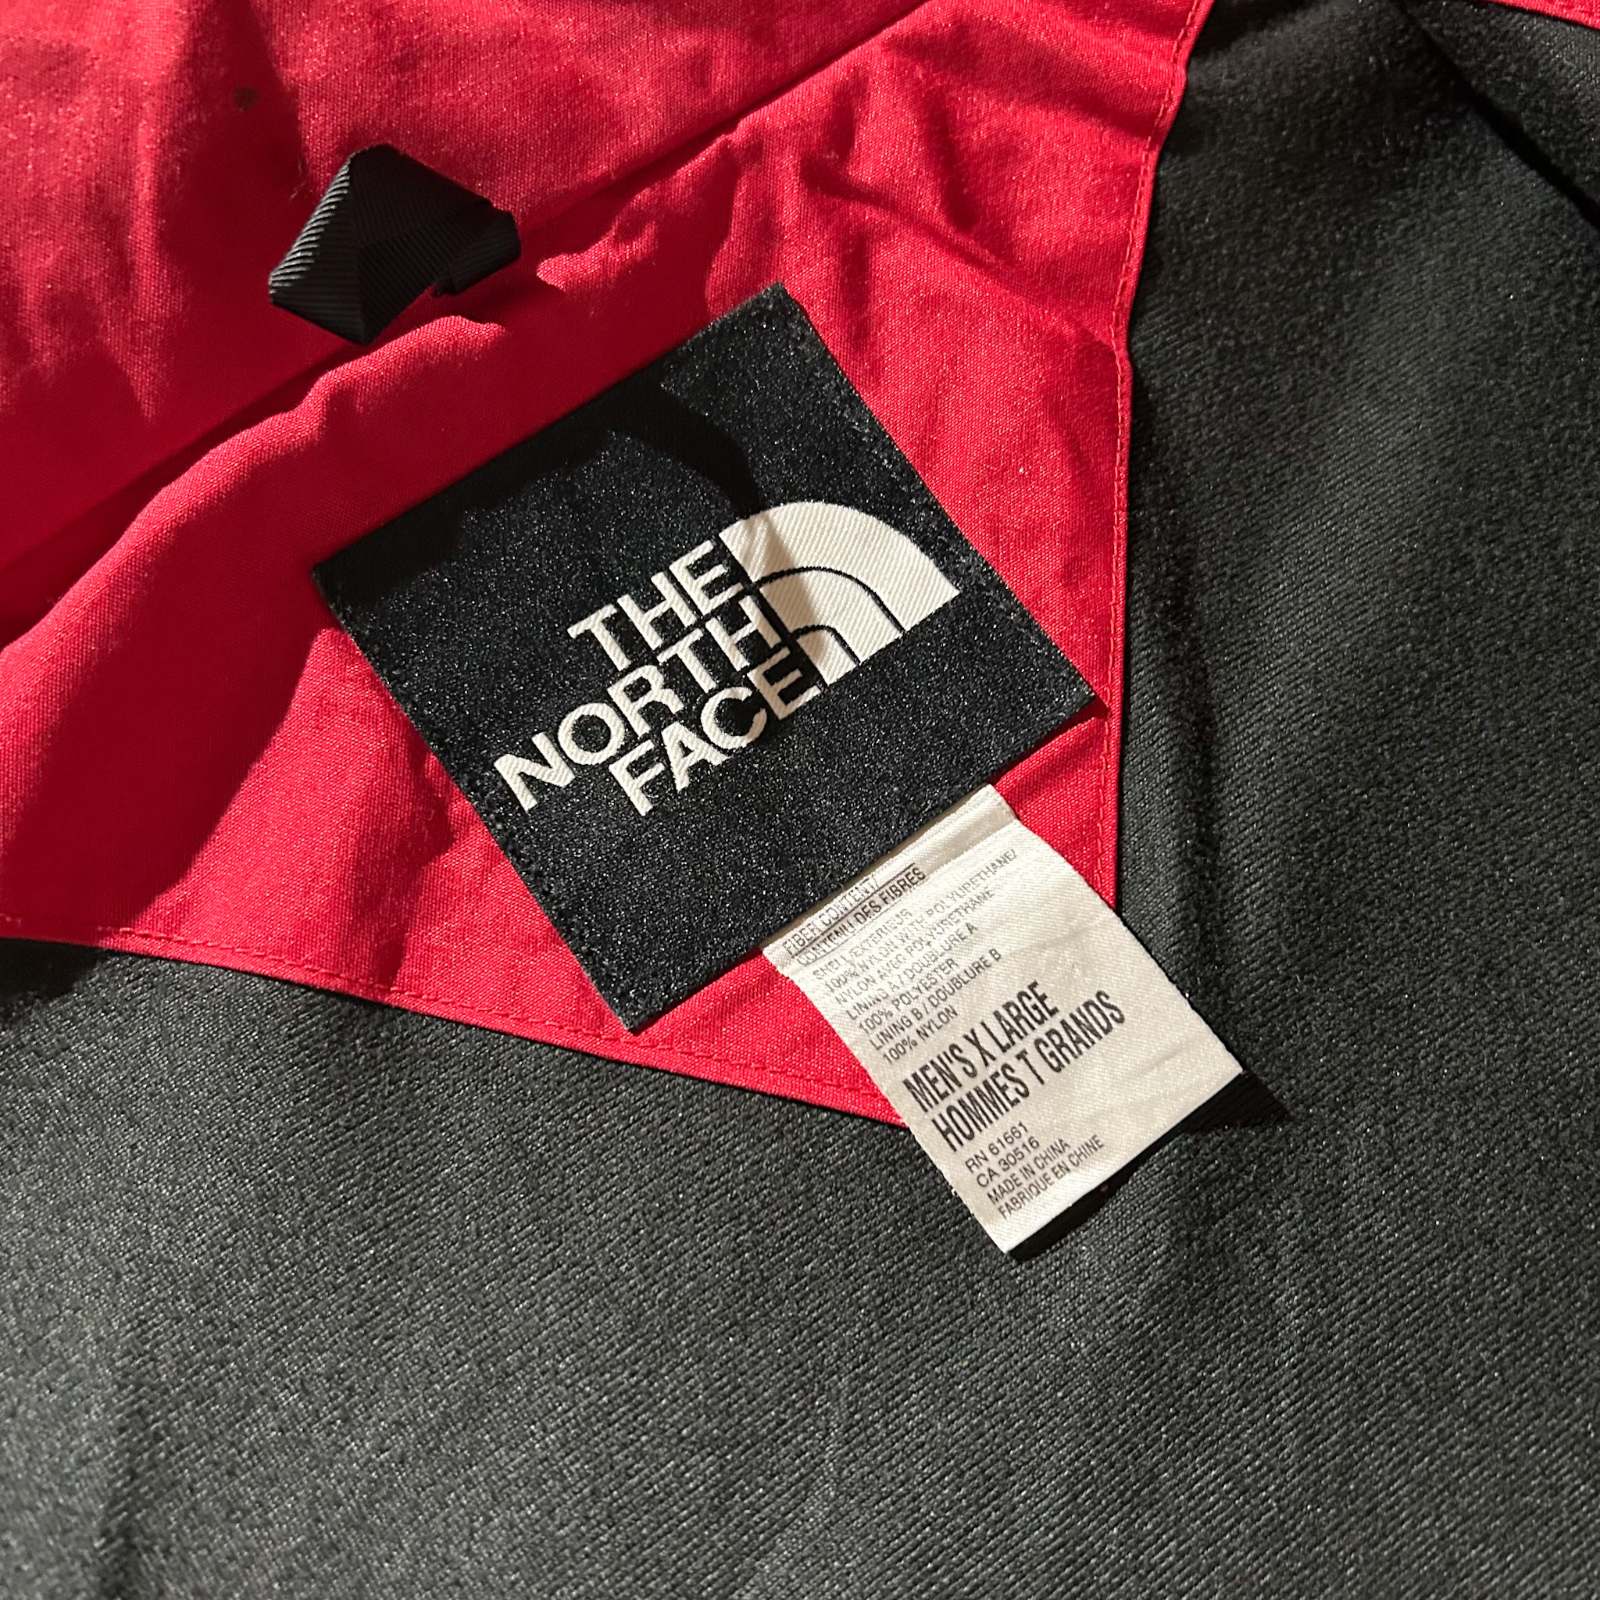 THE
NORTH
FACE
FIBER CONTENT/
CONTENU DES FIBRES
SHELL/EXTERIEUR
100% NYLON WITH POLYURETHANE/
NYLON AVEC POLYURETHANE
LINING A / DOUBLURE A
100% POLYESTER
LINING B / DOUBLURE B
100% NYLON
MEN'S X LARGE
HOMMES T GRANDS
RN 61661
CA 30516
MADE IN CHINA
FABRIQUE EN CHINE